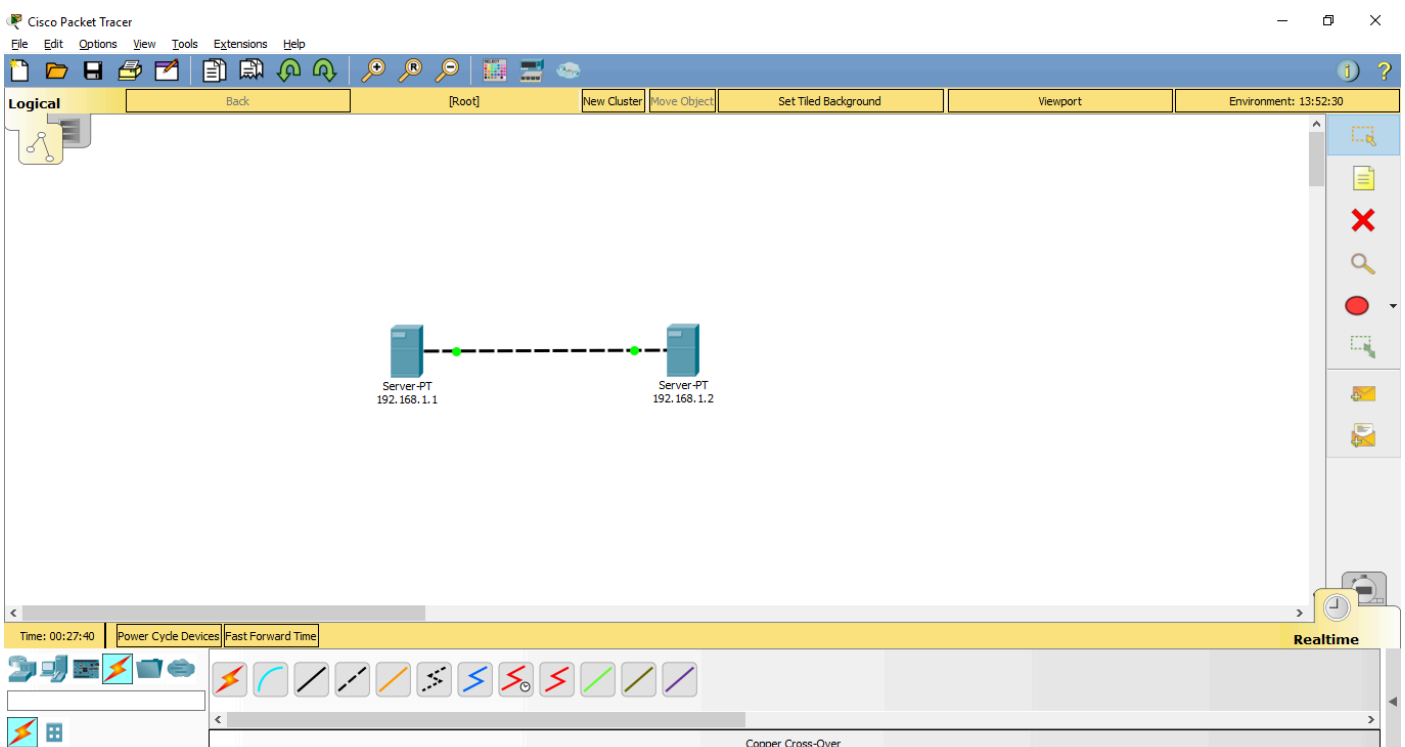 Cisco Packet Tracer
File Edit Options View Tools Extensions Help
R
i ?
Logical Back [Root] New Cluster Move Object Set Tiled Background Viewport Environment: 13:52:30
Server-PT
192.168.1.1
Server-PT
192.168.1.2
Time: 00:27:40 Power Cycle Devices Fast Forward Time
Realtime
Copper Cross-Over